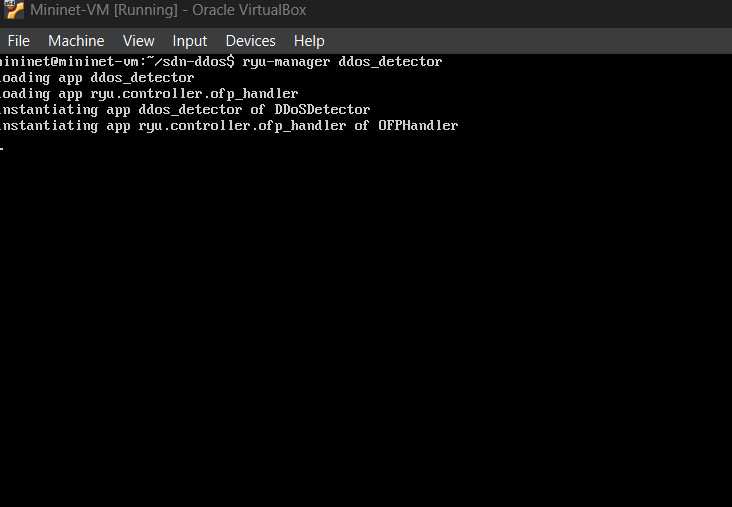 Mininet-VM [Running] - Oracle VirtualBox
File Machine View Input Devices Help
mininet@mininet-vm:~/sdn-ddos$ ryu-manager ddos_detector
loading app ddos_detector
loading app ryu.controller.ofp_handler
instantiating app ddos_detector of DDoSDetector
instantiating app ryu.controller.ofp_handler of OFPHandler